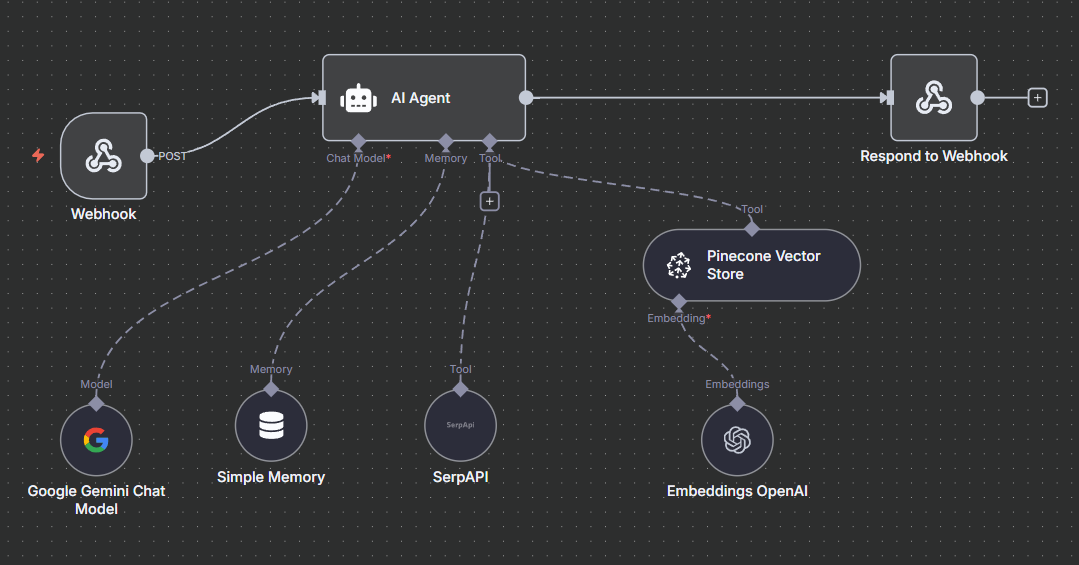 AI Agent
POST
Webhook
Chat Model*
Memory
Tool
Respond to Webhook
Tool
Pinecone Vector
Store
Embedding*
Model
Memory
Tool
Embeddings
SerpApi
Google Gemini Chat
Model
Simple Memory
SerpAPI
Embeddings OpenAI